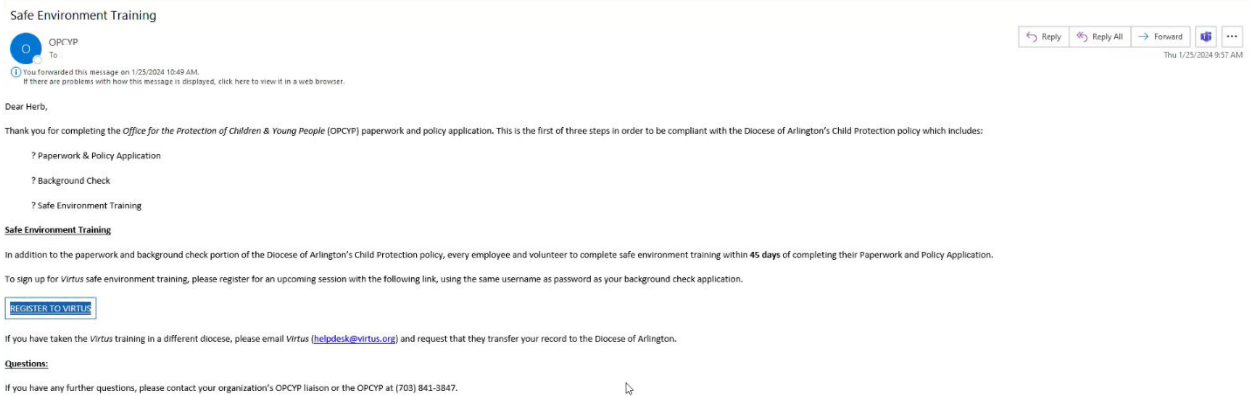 Safe Environment Training
O
OPCYP
To
Reply
Reply All
Forward
Thu 1/25/2024 9:57 AM
You forwarded this message on 1/25/2024 10:49 AM.
If there are problems with how this message is displayed, click here to view it in a web browser.
Dear Herb,
Thank you for completing the Office for the Protection of Children & Young People (OPCYP) paperwork and policy application. This is the first of three steps in order to be compliant with the Diocese of Arlington's Child Protection policy which includes:
? Paperwork & Policy Application
? Background Check
? Safe Environment Training
Safe Environment Training
In addition to the paperwork and background check portion of the Diocese of Arlington's Child Protection policy, every employee and volunteer to complete safe environment training within 45 days of completing their Paperwork and Policy Application.
To sign up for Virtus safe environment training, please register for an upcoming session with the following link, using the same username as password as your background check application.
REGISTER TO VIRTUS
If you have taken the Virtus training in a different diocese, please email Virtus (helpdesk@virtus.org) and request that they transfer your record to the Diocese of Arlington.
Questions:
If you have any further questions, please contact your organization's OPCYP liaison or the OPCYP at (703) 841-3847.